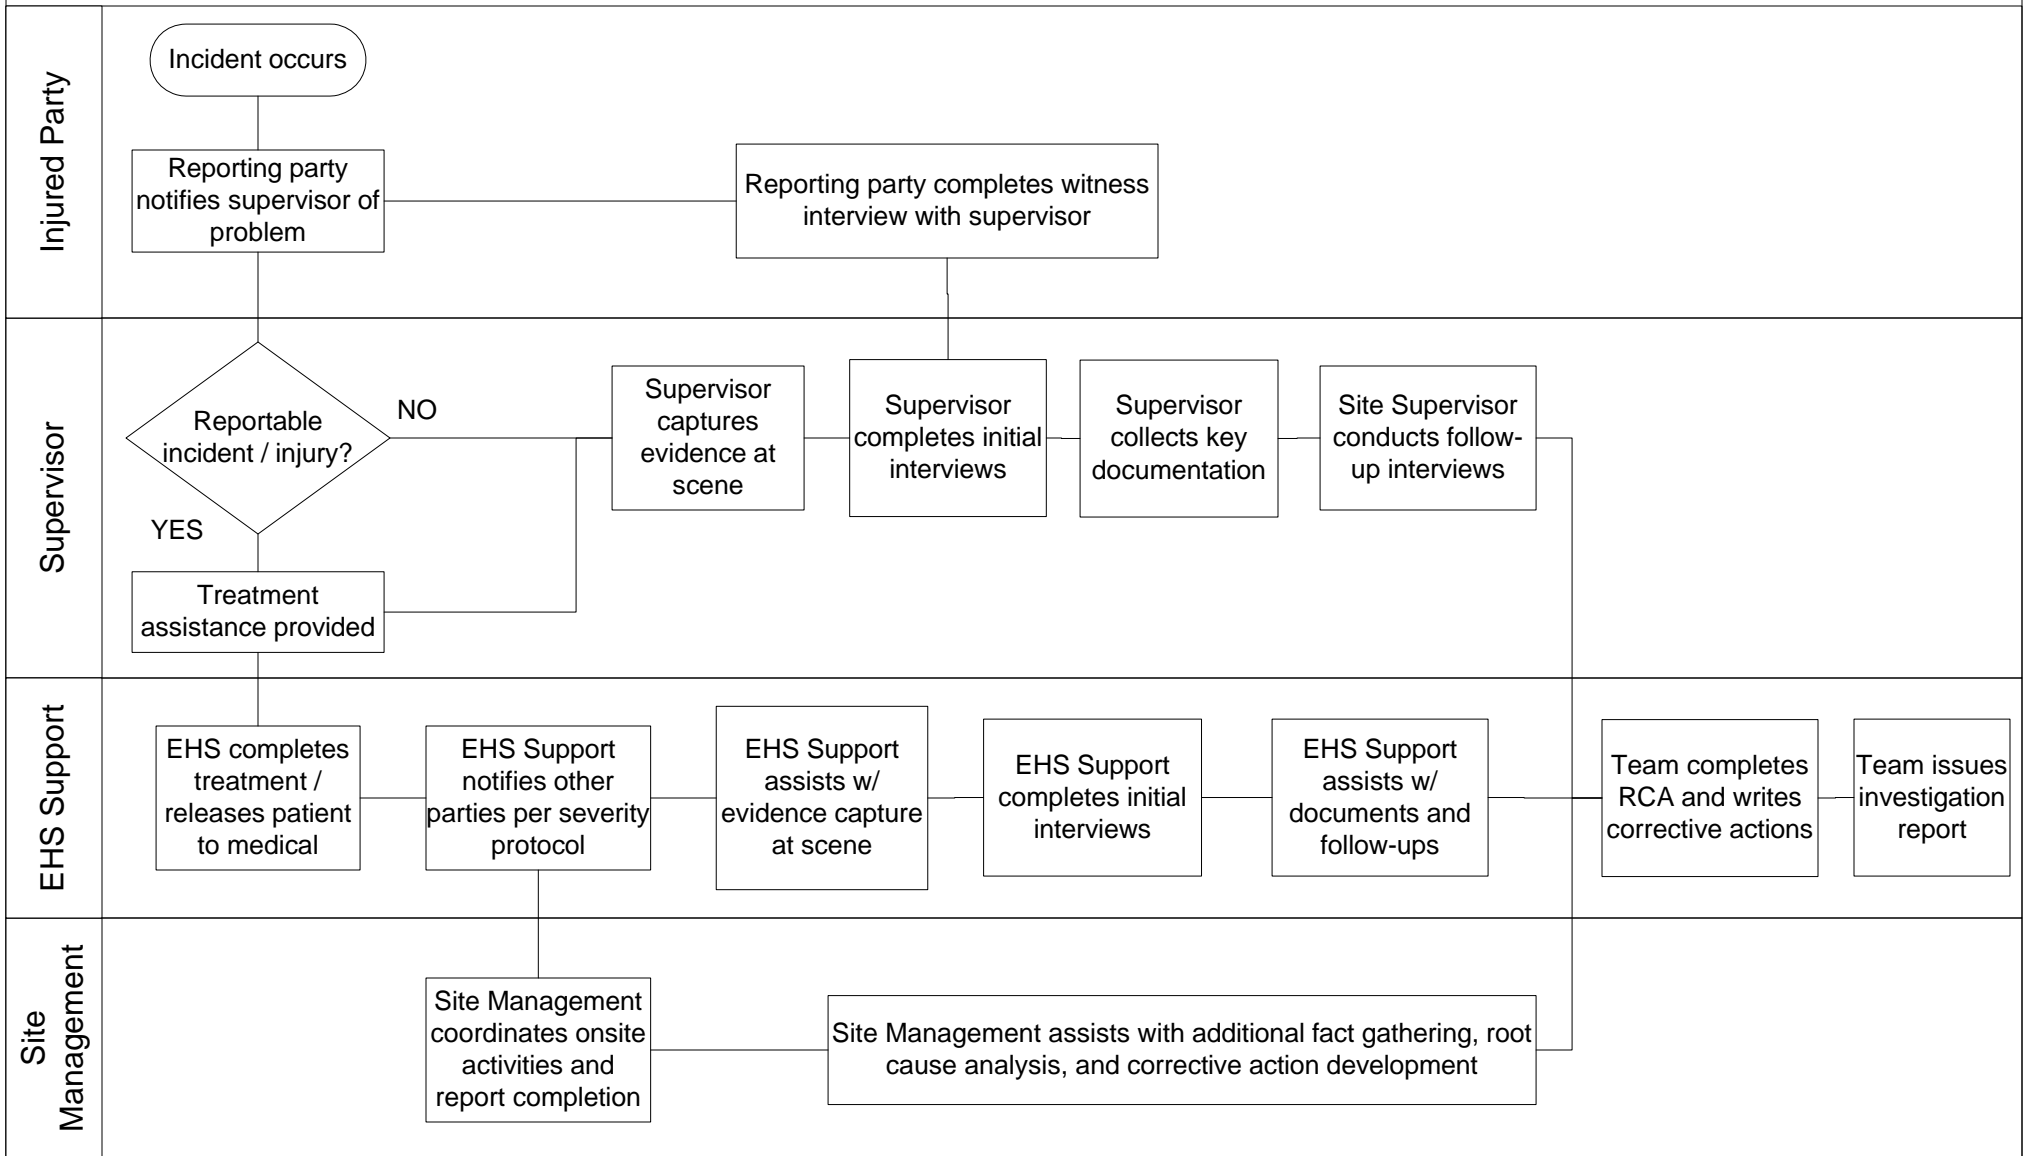 Injured Party
Incident occurs
Reporting party
notifies supervisor of
problem
Reporting party completes witness
interview with supervisor
Supervisor
Reportable
incident / injury?
NO
YES
Treatment
assistance provided
Supervisor
captures
evidence at
scene
Supervisor
completes initial
interviews
Supervisor
collects key
documentation
Site Supervisor
conducts follow-
up interviews
EHS Support
EHS completes
treatment /
releases patient
to medical
EHS Support
notifies other
parties per severity
protocol
EHS Support
assists w/
evidence capture
at scene
EHS Support
completes initial
interviews
EHS Support
assists w/
documents and
follow-ups
Team completes
RCA and writes
corrective actions
Team issues
investigation
report
Site
Management
Site Management
coordinates onsite
activities and
report completion
Site Management assists with additional fact gathering, root
cause analysis, and corrective action development